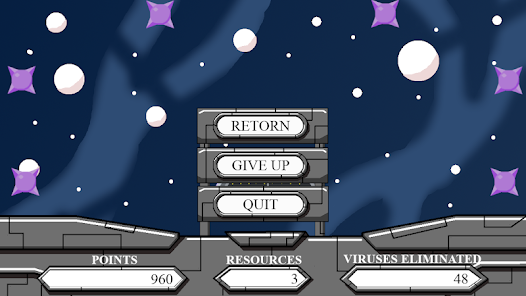 RETORN
GIVE UP
QUIT
POINTS RESOURCES VIRUSES ELIMINATED
960 3 48